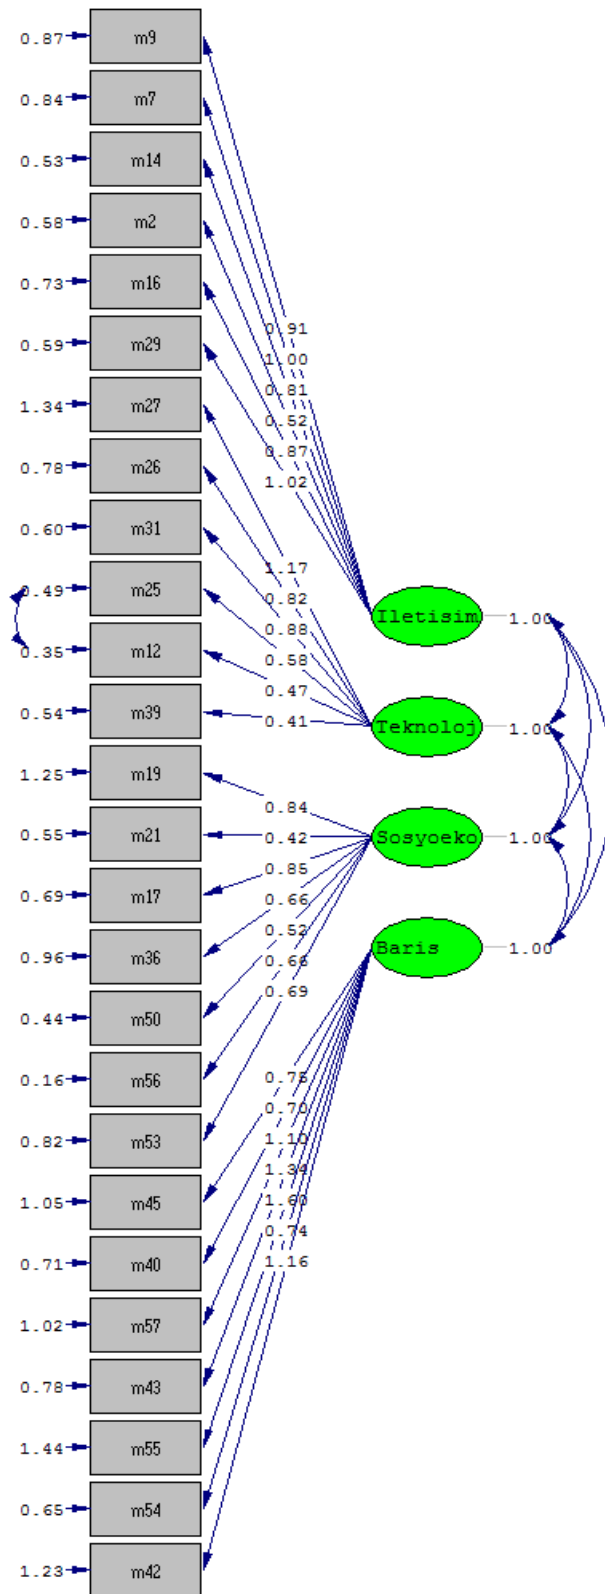 0.87 m9
0.84 m7
0.53 m14
0.58 m2
0.73 m16
0.59 m29
0.91
1.00
1.34 m27
0.81
0.52
0.78 m26
0.87
1.02
0.60 m31
1.17
0.49 m25
0.82
Iletisim 1.00
0.88
0.35 m12
0.58
0.47
0.54 m39
0.41
Teknoloj 1.00
1.25 m19
0.84
0.55 m21
0.42
Sosyoeko 1.00
0.85
0.69 m17
0.66
0.52
0.96 m36
Baris 1.00
0.66
0.69
0.44 m50
0.16 m56
0.70
0.82 m53
1.10
1.34
1.05 m45
1.60
0.74
0.71 m40
1.16
1.02 m57
0.78 m43
1.44 m55
0.65 m54
1.23 m42